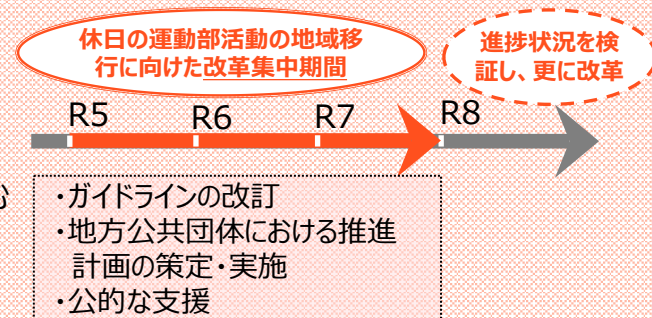 休日の運動部活動の地域移
行に向けた改革集中期間
進捗状況を検
証し、更に改革
R5 R6 R7 R8
む
・ガイドラインの改訂
・地方公共団体における推進
計画の策定・実施
・公的な支援